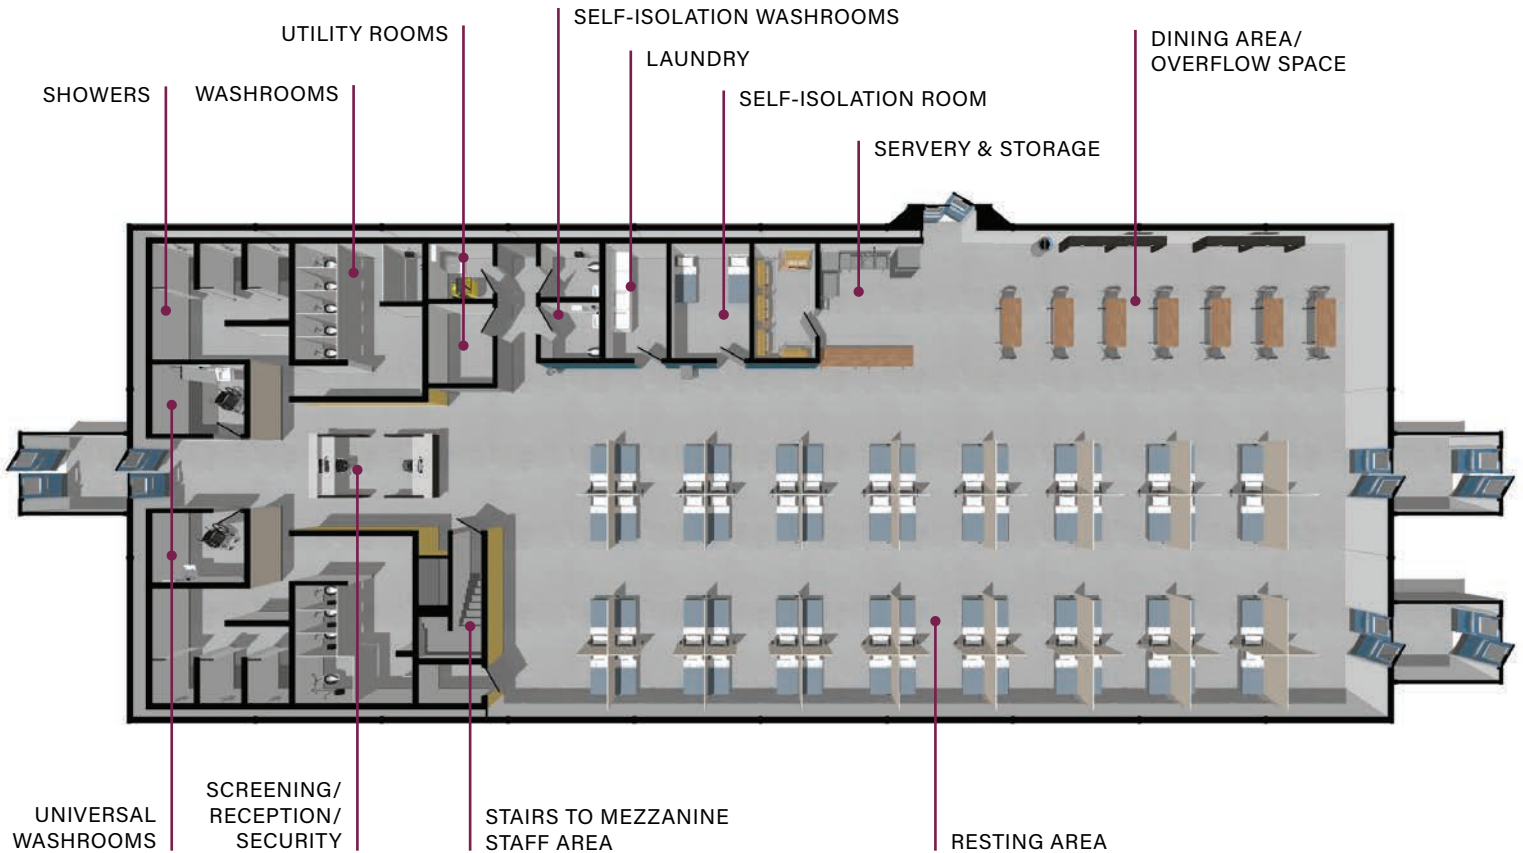 SELF-ISOLATION WASHROOMS
UTILITY ROOMS
DINING AREA/
OVERFLOW SPACE
LAUNDRY
SHOWERS
WASHROOMS
SELF-ISOLATION ROOM
SERVERY & STORAGE
UNIVERSAL
WASHROOMS
SCREENING/
RECEPTION/
SECURITY
STAIRS TO MEZZANINE
STAFF AREA
RESTING AREA